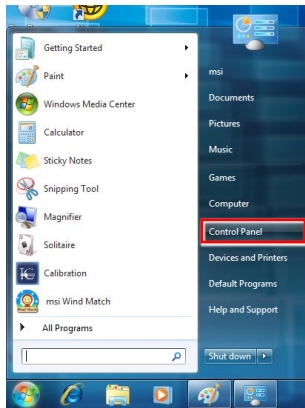 Getting Started
Paint
Windows Media Center
Calculator
Sticky Notes
Snipping Tool
Magnifier
Solitaire
Calibration
msi Wind Match
All Programs
msi
Documents
Pictures
Music
Games
Computer
Control Panel
Devices and Printers
Default Programs
Help and Support
Shut down